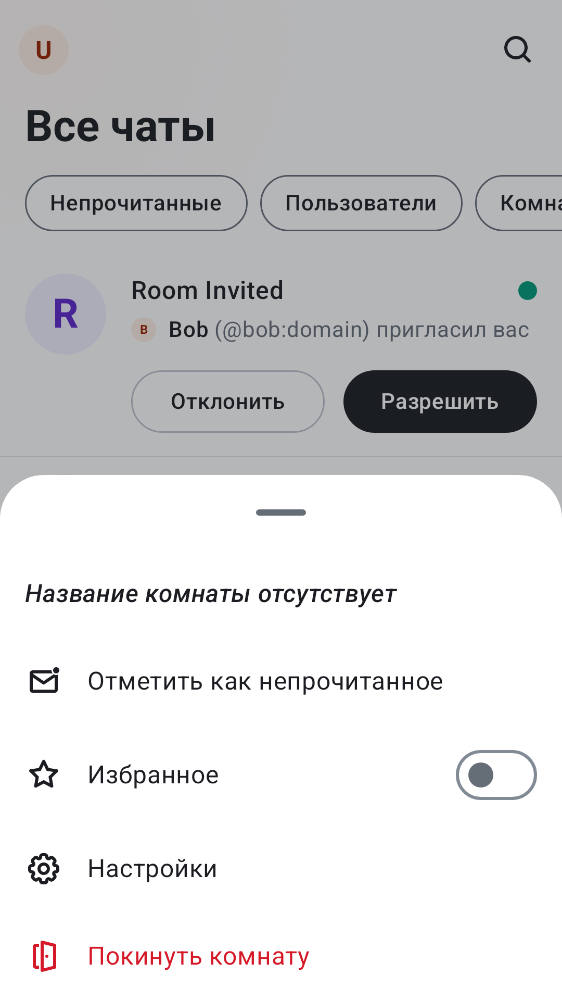 U
Все чаты
Непрочитанные
Пользователи
Комна
R
Room Invited
B Bob (@bob:domain) пригласил вас
Отклонить
Разрешить
Название комнаты отсутствует
Отметить как непрочитанное
Избранное
Настройки
Покинуть комнату